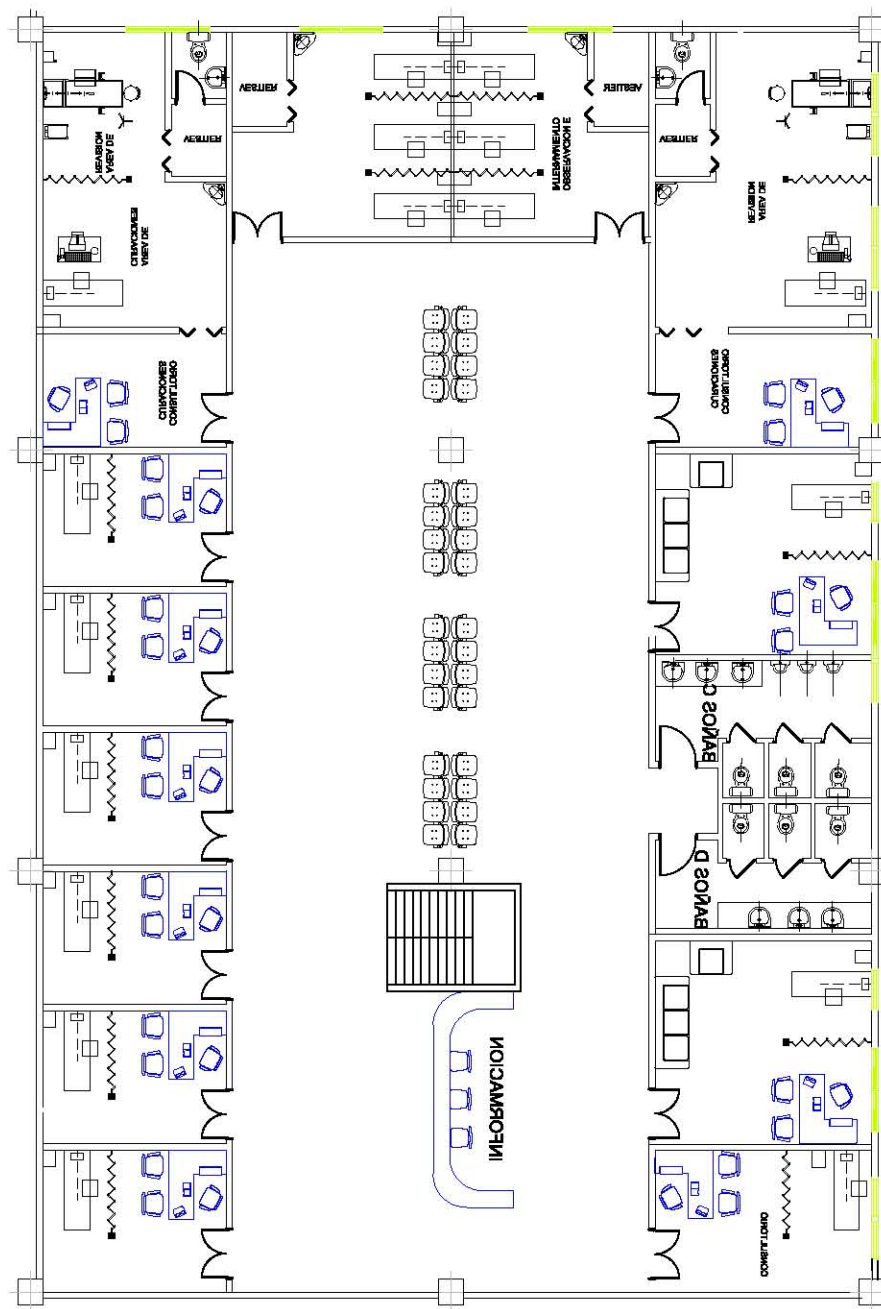 VESTIER
VESTIER
VESTIER
VESTIER
AREA DE
REVISION
OBSERVACION E
INTERNAMIENTO
AREA DE
REVISION
AREA DE
CURACIONES
CONSULTORIO
CURACIONES
CONSULTORIO
CURACIONES
BAÑOS C
BAÑOS D
INFORMACION
CONSULTORIO